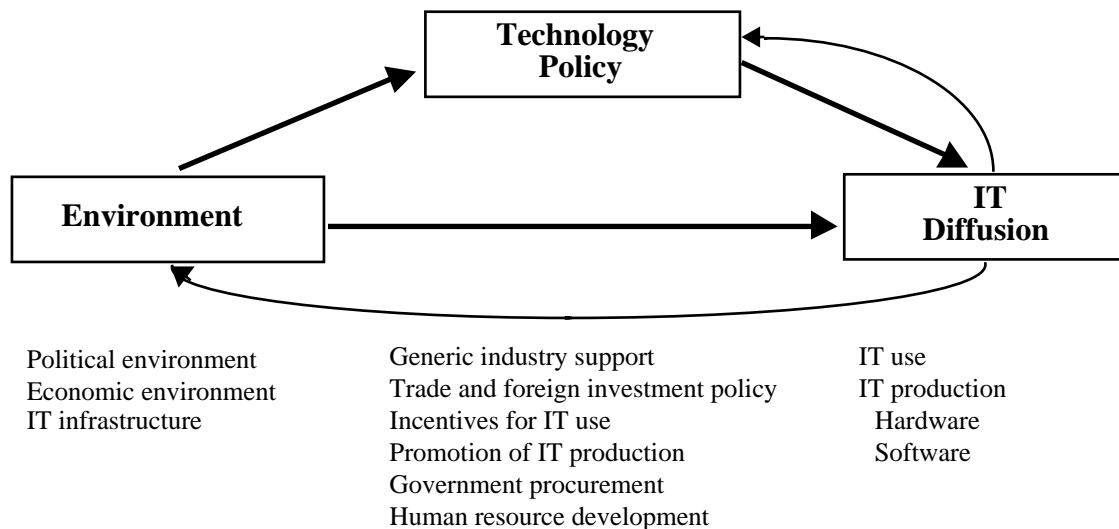 Technology
Policy
Environment
IT
Diffusion
Political environment
Economic environment
IT infrastructure
Generic industry support
Trade and foreign investment policy
Incentives for IT use
Promotion of IT production
Government procurement
Human resource development
IT use
IT production
Hardware
Software